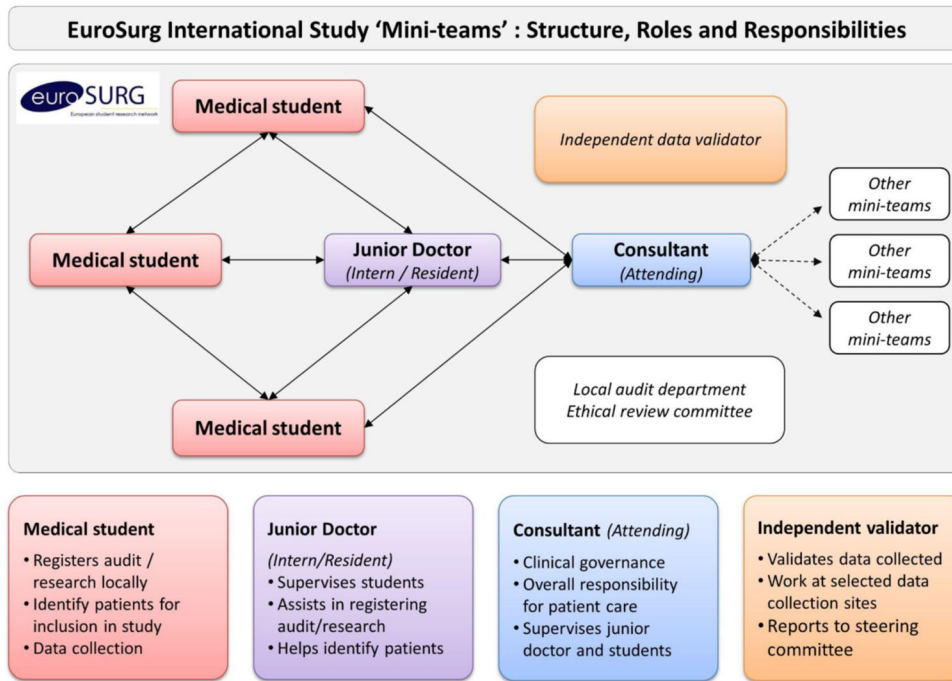 EuroSurg International Study ‘Mini-teams’ : Structure, Roles and Responsibilities
euroSURG
European student research network
Medical student
Independent data validator
Other
mini-teams
Medical student
Junior Doctor
(Intern / Resident)
Consultant
(Attending)
Other
mini-teams
Other
mini-teams
Medical student
Local audit department
Ethical review committee
Medical student
• Registers audit /
research locally
• Identify patients for
inclusion in study
• Data collection
Junior Doctor
(Intern/Resident)
• Supervises students
• Assists in registering
audit/research
• Helps identify patients
Consultant (Attending)
• Clinical governance
• Overall responsibility
for patient care
• Supervises junior
doctor and students
Independent validator
• Validates data collected
• Work at selected data
collection sites
• Reports to steering
committee